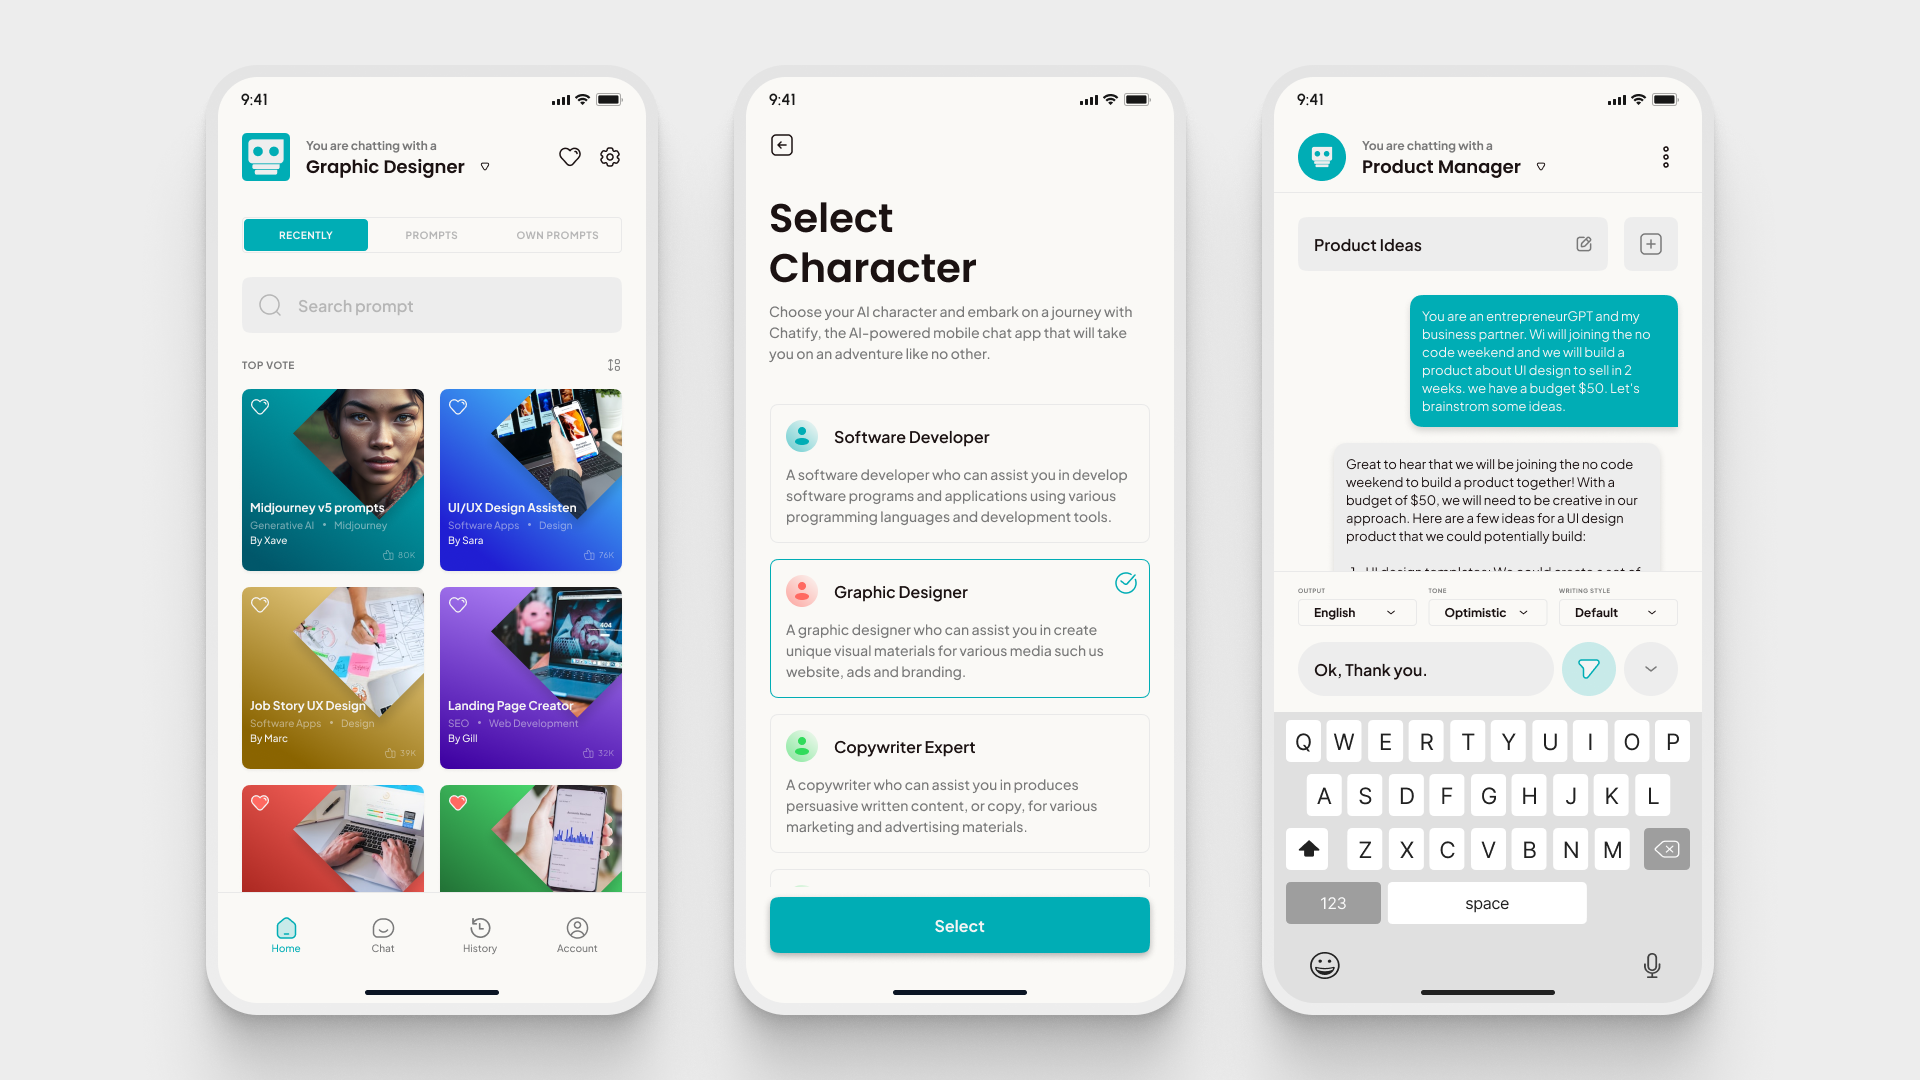 9:41
You are chatting with a
Graphic Designer
RECENTLY
PROMPTS
OWN PROMPTS
Search prompt
TOP VOTE
Midjourney v5 prompts
Generative AI • Midjourney
By Xave
80K
UI/UX Design Assisten
Software Apps • Design
By Sara
76K
Job Story UX Design
Software Apps • Design
By Marc
39K
Landing Page Creator
SEO • Web Development
By Gill
32K
404
Home
Chat
History
Account
9:41
Select
Character
Choose your AI character and embark on a journey with
Chatify, the AI-powered mobile chat app that will take
you on an adventure like no other.
Software Developer
A software developer who can assist you in develop
software programs and applications using various
programming languages and development tools.
Graphic Designer
A graphic designer who can assist you in create
unique visual materials for various media such us
website, ads and branding.
Copywriter Expert
A copywriter who can assist you in produces
persuasive written content, or copy, for various
marketing and advertising materials.
Select
9:41
You are chatting with a
Product Manager
Product Ideas
You are an entrepreneurGPT and my
business partner. Wi will joining the no
code weekend and we will build a
product about UI design to sell in 2
weeks. we have a budget $50. Let's
brainstrom some ideas.
Great to hear that we will be joining the no code
weekend to build a product together! With a
budget of $50, we will need to be creative in our
approach. Here are a few ideas for a UI design
product that we could potentially build:
1. UI design templates: We could create a set of
OUTPUT
TONE
WRITING STYLE
English
Optimistic
Default
Ok, Thank you.
Q W E R T Y U I O P
A S D F G H J K L
Z X C V B N M
123
space